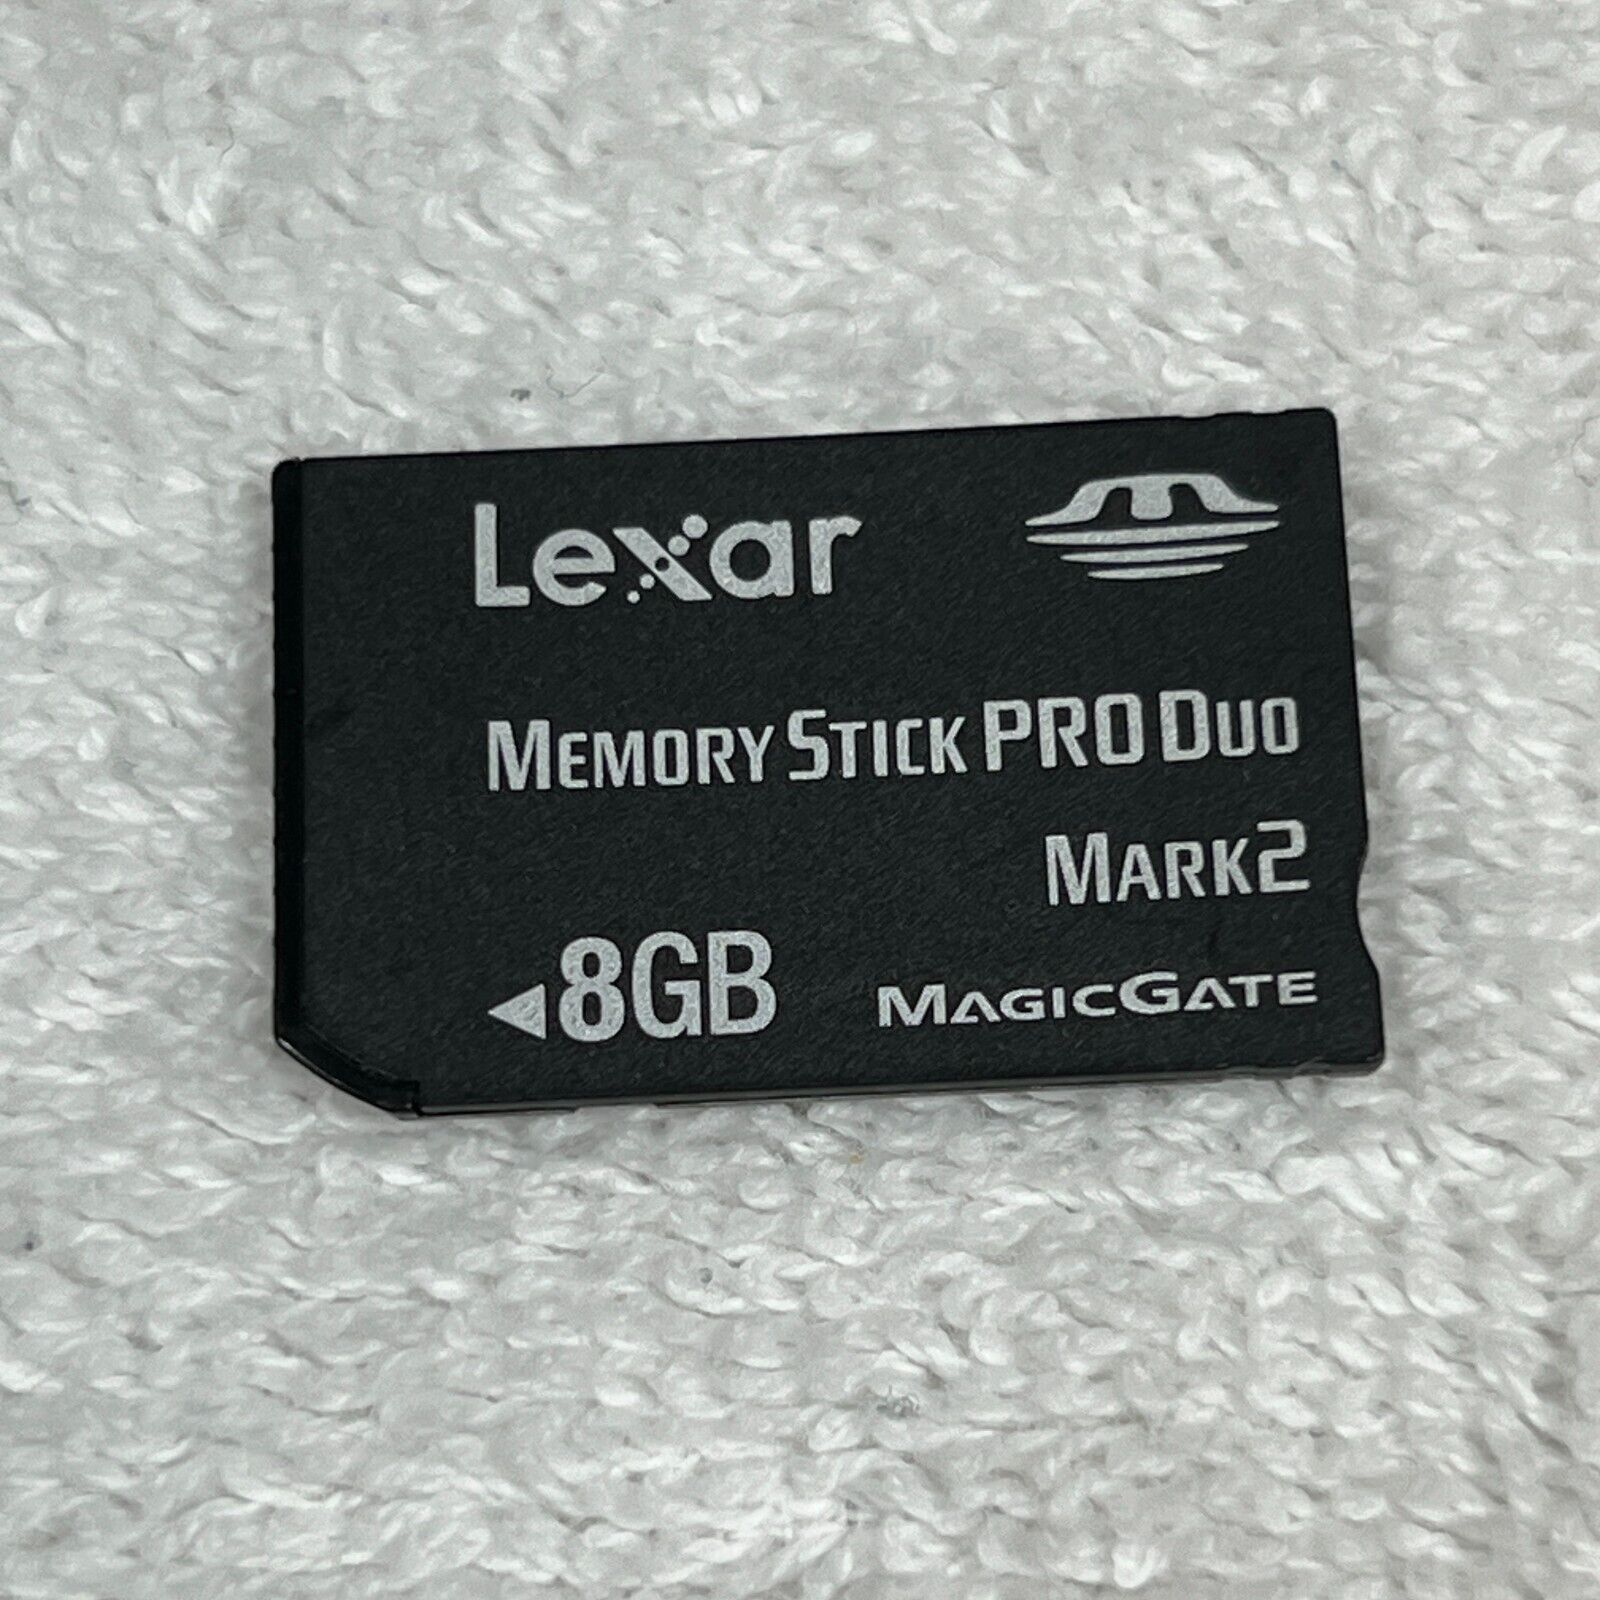 Lexar
MEMORY STICK PRO DUO
MARK2
8GB
MAGICGATE